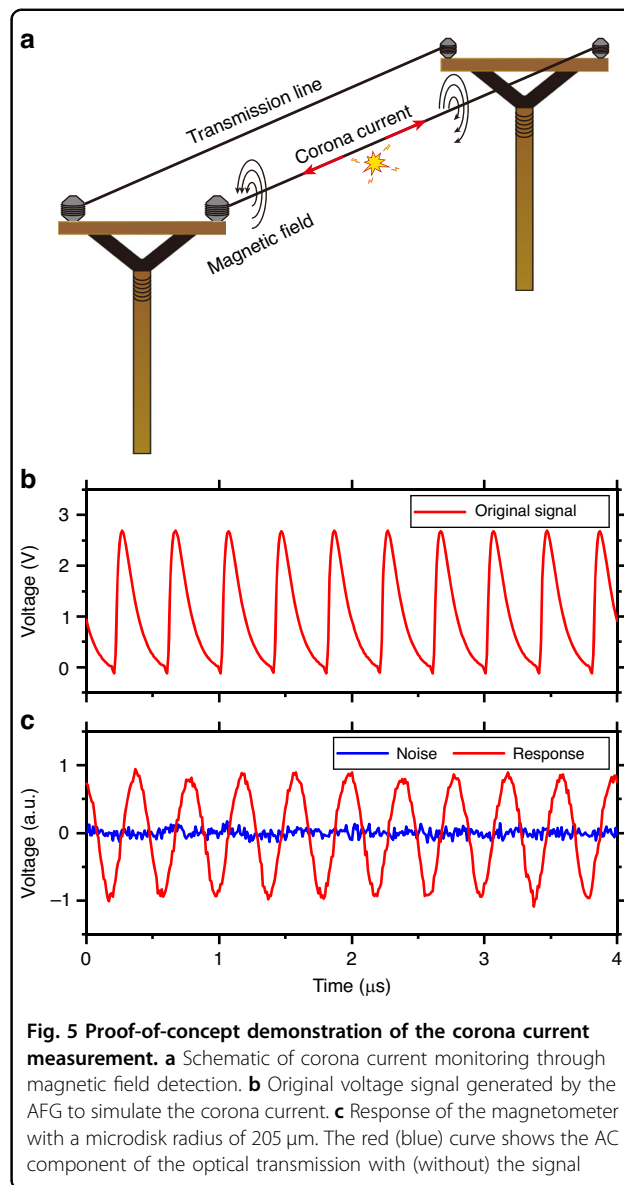 a
Transmission line
Corona current
Magnetic field
b
Original signal
3
2
1
0
Voltage (V)
c
Noise
Response
1
0
−1
Voltage (a.u.)
0
1
2
3
4
Time (μs)
Fig. 5 Proof-of-concept demonstration of the corona current
measurement. a Schematic of corona current monitoring through
magnetic field detection. b Original voltage signal generated by the
AFG to simulate the corona current. c Response of the magnetometer
with a microdisk radius of 205 μm. The red (blue) curve shows the AC
component of the optical transmission with (without) the signal